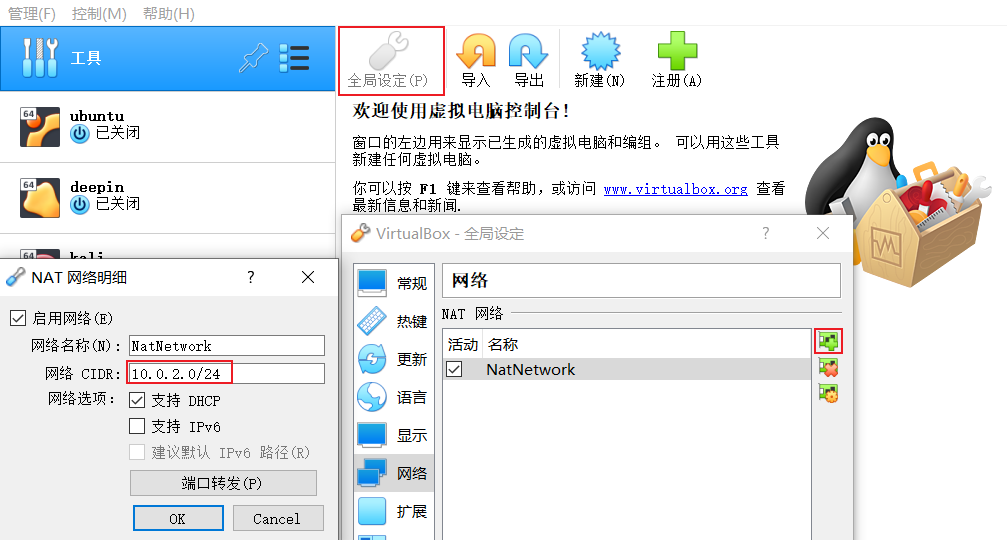 管理(F) 控制(M) 帮助(H)
工具
全局设定(P) 导入 导出 新建(N) 注册(A)
64 ubuntu
已关闭
64 deepin
已关闭
64 kali
欢迎使用虚拟电脑控制台!
窗口的左边用来显示已生成的虚拟电脑和编组。 可以用这些工具
新建任何虚拟电脑。
你可以按 F1 键来查看帮助,或访问 www.virtualbox.org 查看
最新信息和新闻.
VirtualBox - 全局设定 ?
常规
热键
更新
语言
显示
网络
扩展
网络
NAT 网络
活动 名称
NatNetwork
NAT 网络明细 ?
启用网络(E)
网络名称(N): NatNetwork
网络 CIDR: 10.0.2.0/24
网络选项: 支持 DHCP
支持 IPv6
建议默认 IPv6 路径(R)
端口转发(P)
OK Cancel